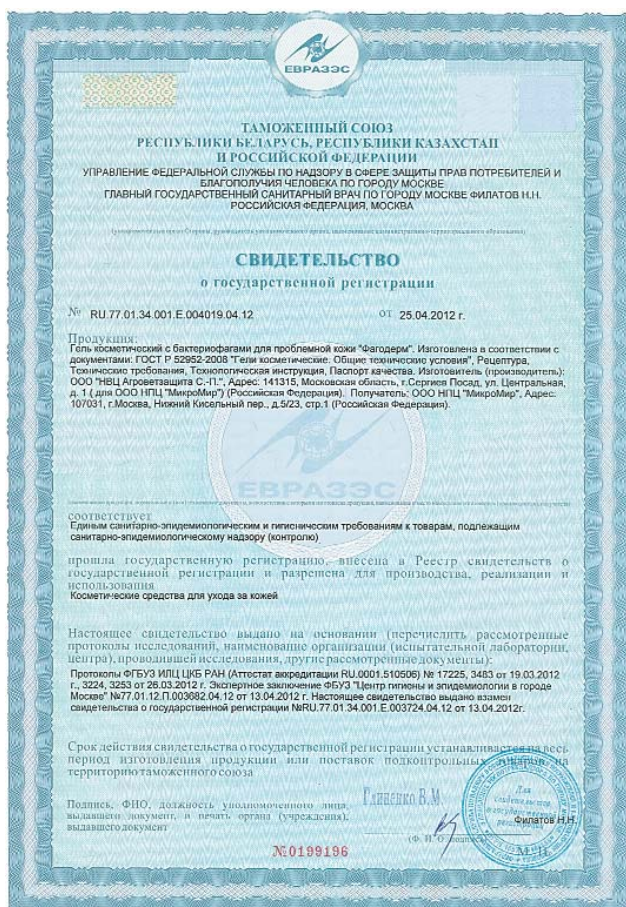 ЕВРАЗЭС
ТАМОЖЕННЫЙ СОЮЗ
РЕСПУБЛИКИ БЕЛАРУСЬ, РЕСПУБЛИКИ КАЗАХСТАН
И РОССИЙСКОЙ ФЕДЕРАЦИИ
УПРАВЛЕНИЕ ФЕДЕРАЛЬНОЙ СЛУЖБЫ ПО НАДЗОРУ В СФЕРЕ ЗАЩИТЫ ПРАВ ПОТРЕБИТЕЛЕЙ И
БЛАГОПОЛУЧИЯ ЧЕЛОВЕКА ПО ГОРОДУ МОСКВЕ
ГЛАВНЫЙ ГОСУДАРСТВЕННЫЙ САНИТАРНЫЙ ВРАЧ ПО ГОРОДУ МОСКВЕ ФИЛАТОВ Н.Н.
РОССИЙСКАЯ ФЕДЕРАЦИЯ, МОСКВА
СВИДЕТЕЛЬСТВО
о государственной регистрации
№ RU.77.01.34.001.E.004019.04.12 от 25.04.2012 г.
Продукция:
Гель косметический с бактериофагами для проблемной кожи "Фагодерм". Изготовлена в соответствии с
документами: ГОСТ Р 52952-2008 "Гели косметические. Общие технические условия", Рецептура,
Технические требования, Технологическая инструкция, Паспорт качества. Изготовитель (производитель):
ООО "НВЦ Агроветзащита С.-П.", Адрес: 141315, Московская область, г.Сергиев Посад, ул. Центральная,
д. 1 ( для ООО НПЦ "МикроМир") (Российская Федерация). Получатель: ООО НПЦ "МикроМир", Адрес:
107031, г.Москва, Нижний Кисельный пер., д.5/23, стр.1 (Российская Федерация).
ЕВРАЗЭС
соответствует
Единым санитарно-эпидемиологическим и гигиеническим требованиям к товарам, подлежащим
санитарно-эпидемиологическому надзору (контролю)
прошла государственную регистрацию, внесена в Реестр свидетельств о
государственной регистрации и разрешена для производства, реализации и
использования
Косметические средства для ухода за кожей
Настоящее свидетельство выдано на основании (перечислить рассмотренные
протоколы исследований, наименование организации (испытательной лаборатории,
центра), проводившей исследования, другие рассмотренные документы):
Протоколы ФГБУЗ ИЛЦ ЦКБ РАН (Аттестат аккредитации RU.0001.510506) № 17225, 3483 от 19.03.2012
г., 3224, 3253 от 26.03.2012 г. Экспертное заключение ФБУЗ "Центр гигиены и эпидемиологии в городе
Москве" №77.01.12.П.003682.04.12 от 13.04.2012 г. Настоящее свидетельство выдано взамен
свидетельства о государственной регистрации №RU.77.01.34.001.E.003724.04.12 от 13.04.2012г.
Срок действия свидетельства о государственной регистрации устанавливается на весь
период изготовления продукции или поставок подконтрольных товаров на
территорию таможенного союза
Подпись, ФИО, должность уполномоченного лица,
выдавшего документ, и печать органа (учреждения),
выдавшего документ
Глиненко В.М.
Для
свидетельств
о государственной
регистрации
Филатов Н.Н.
(Ф. И. О./подпись)
М. П.
№0199196